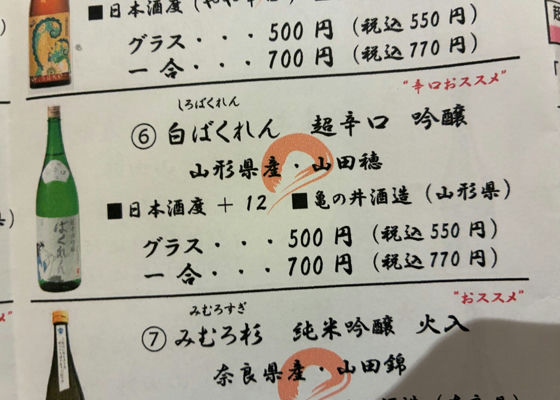 ■日本酒度
グラス・・・500円（税込550円）
一合・・・700円（税込770円）
"辛口おススメ"
しろばくれん
⑥ 白ばくれん 超辛口 吟醸
山形県産・山田穂
■日本酒度＋12 ■亀の井酒造（山形県）
グラス・・・500円（税込550円）
一合・・・700円（税込770円）
"おススメ"
みむろすぎ
⑦ みむろ杉 純米吟醸 火入
奈良県産・山田錦
ばくれん